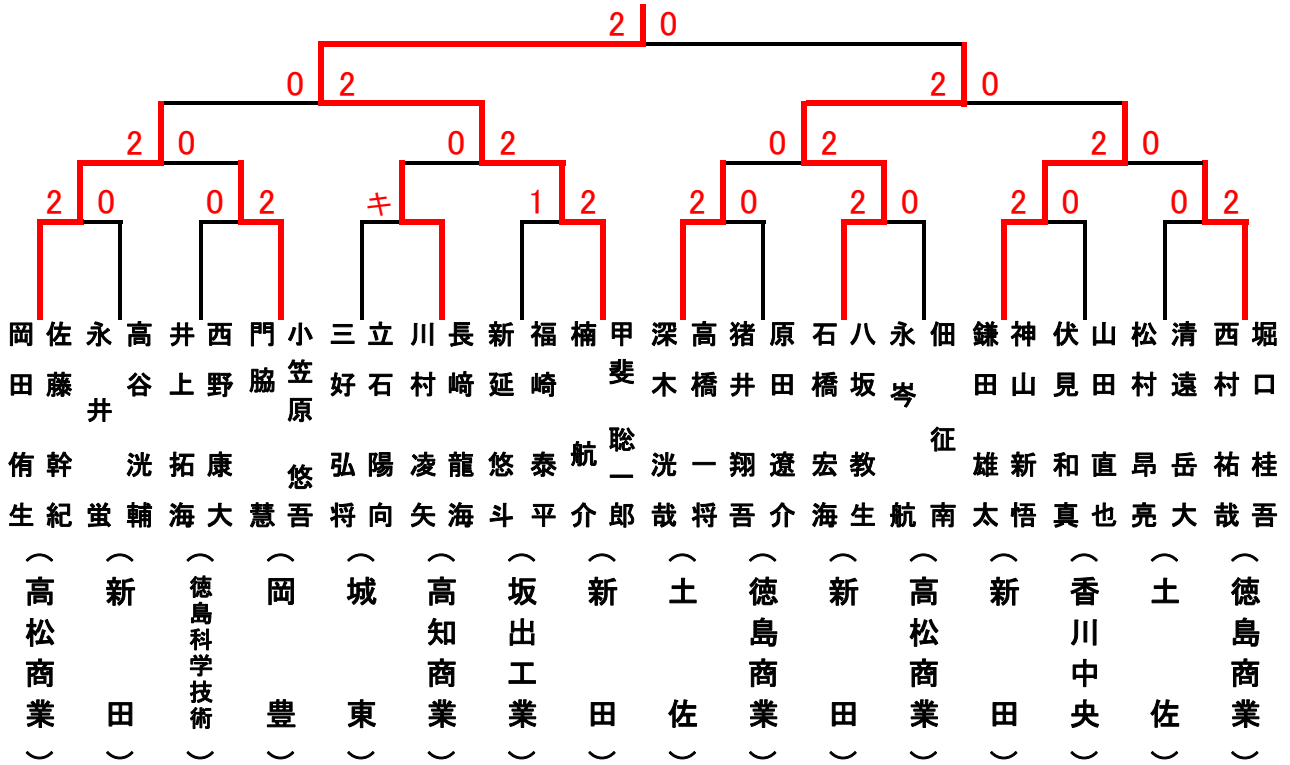 2 0
0 2 2 0
2 0 0 2 0 2 2 0
2 0 0 2 キ 1 2 2 0 2 0 2 0 0 2
岡田 侑生
佐藤 幹紀
(高松商業)
永井 蛍
高谷 洸輔
(新田)
井上 拓海
西野 康大
(徳島科学技術)
門脇 慧
小笠原 悠吾
(岡豊)
三好 弘将
立石 陽向
(城東)
川村 凌矢
長﨑 龍海
(高知商業)
新延 悠斗
福崎 泰平
(坂出工業)
楠 航介
甲斐 聡一郎
(新田)
深木 洸哉
高橋 一将
(土佐)
猪井 翔吾
原田 遼介
(徳島商業)
石橋 宏海
八坂 教生
(新田)
永岑 航
佃 征南
(高松商業)
鎌田 雄太
神山 新悟
(新田)
伏見 和真
山田 直也
(香川中央)
松村 昂亮
清遠 岳大
(土佐)
西村 祐哉
堀口 桂吾
(徳島商業)